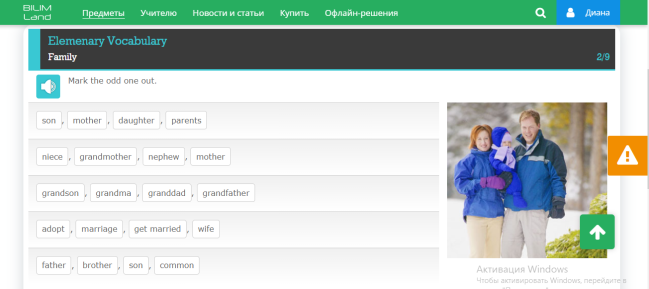 BILIM
Land
Предметы Учителю Новости и статьи Купить Офлайн-решения Диана
Elemenary Vocabulary
Family 2/9
Mark the odd one out.
son , mother , daughter , parents
niece , grandmother , nephew , mother
grandson , grandma , granddad , grandfather
adopt , marriage , get married , wife
father , brother , son , common
Активация Windows
Чтобы активировать Windows, перейдите в